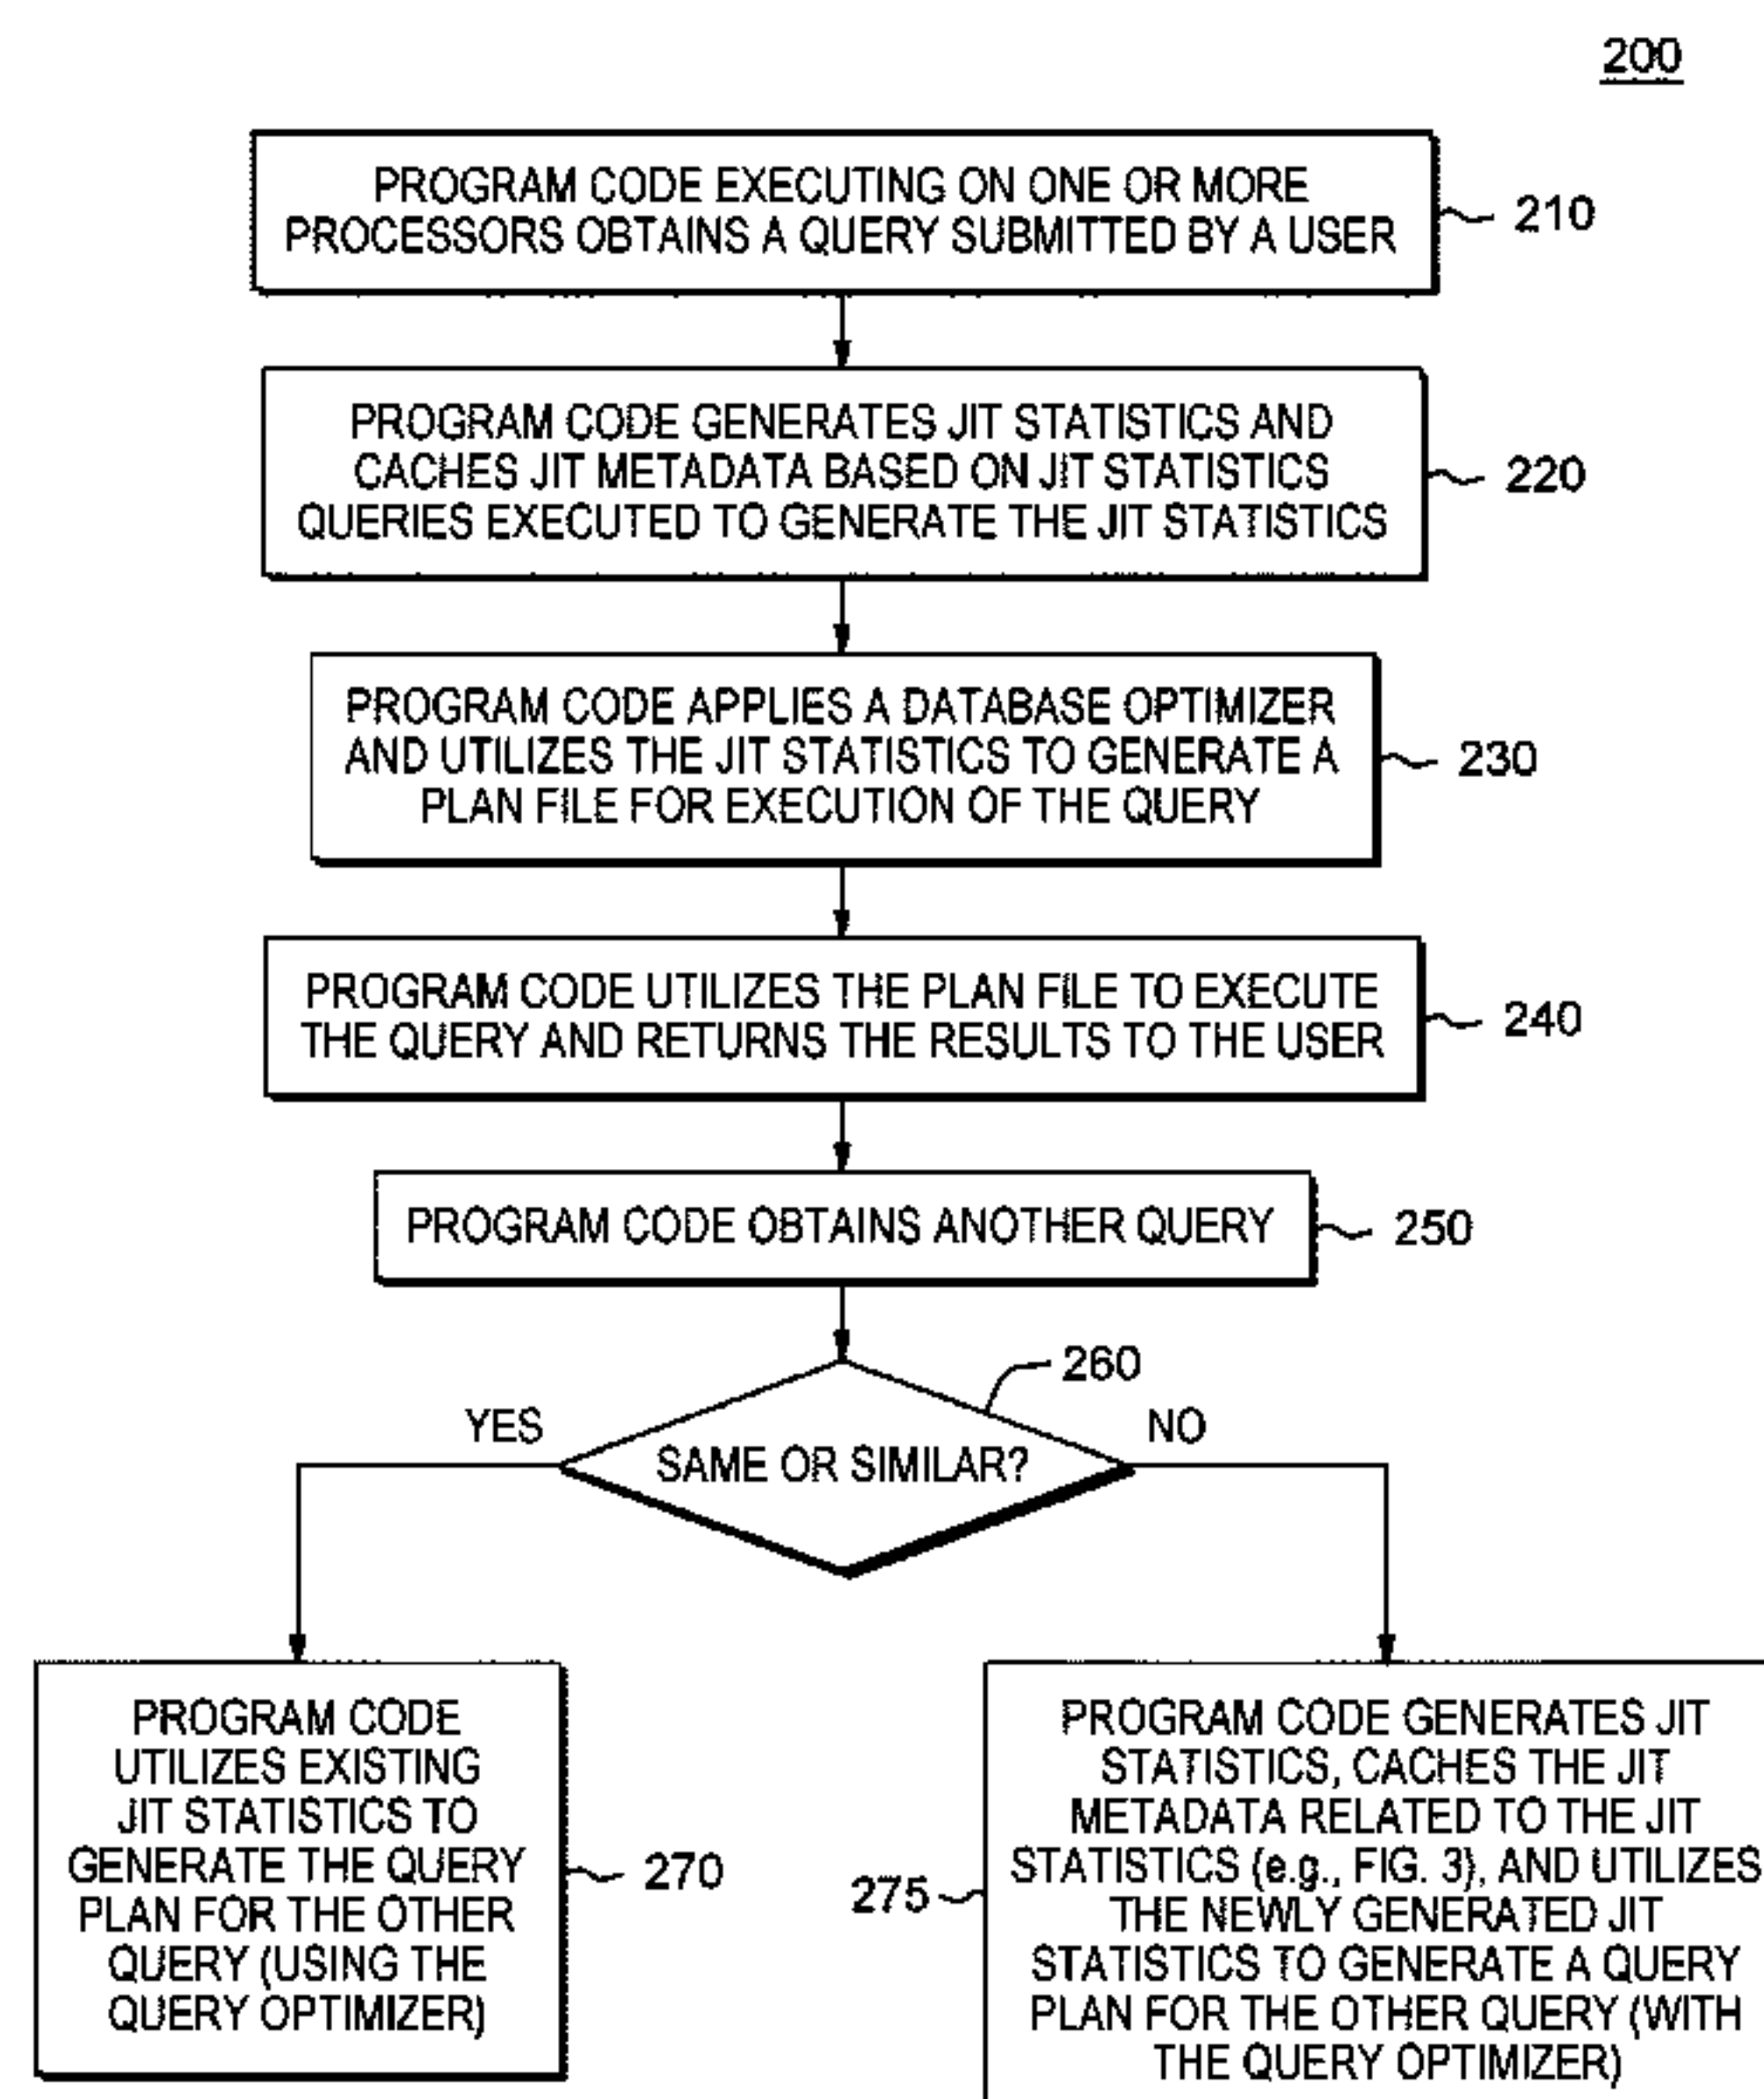 200
PROGRAM CODE EXECUTING ON ONE OR MORE
PROCESSORS OBTAINS A QUERY SUBMITTED BY A USER
210
PROGRAM CODE GENERATES JIT STATISTICS AND
CACHES JIT METADATA BASED ON JIT STATISTICS
QUERIES EXECUTED TO GENERATE THE JIT STATISTICS
220
PROGRAM CODE APPLIES A DATABASE OPTIMIZER
AND UTILIZES THE JIT STATISTICS TO GENERATE A
PLAN FILE FOR EXECUTION OF THE QUERY
230
PROGRAM CODE UTILIZES THE PLAN FILE TO EXECUTE
THE QUERY AND RETURNS THE RESULTS TO THE USER
240
PROGRAM CODE OBTAINS ANOTHER QUERY
250
260
YES
NO
SAME OR SIMILAR?
PROGRAM CODE
UTILIZES EXISTING
JIT STATISTICS TO
GENERATE THE QUERY
PLAN FOR THE OTHER
QUERY (USING THE
QUERY OPTIMIZER)
270
275
PROGRAM CODE GENERATES JIT
STATISTICS, CACHES THE JIT
METADATA RELATED TO THE JIT
STATISTICS (e.g., FIG. 3), AND UTILIZES
THE NEWLY GENERATED JIT
STATISTICS TO GENERATE A QUERY
PLAN FOR THE OTHER QUERY (WITH
THE QUERY OPTIMIZER)